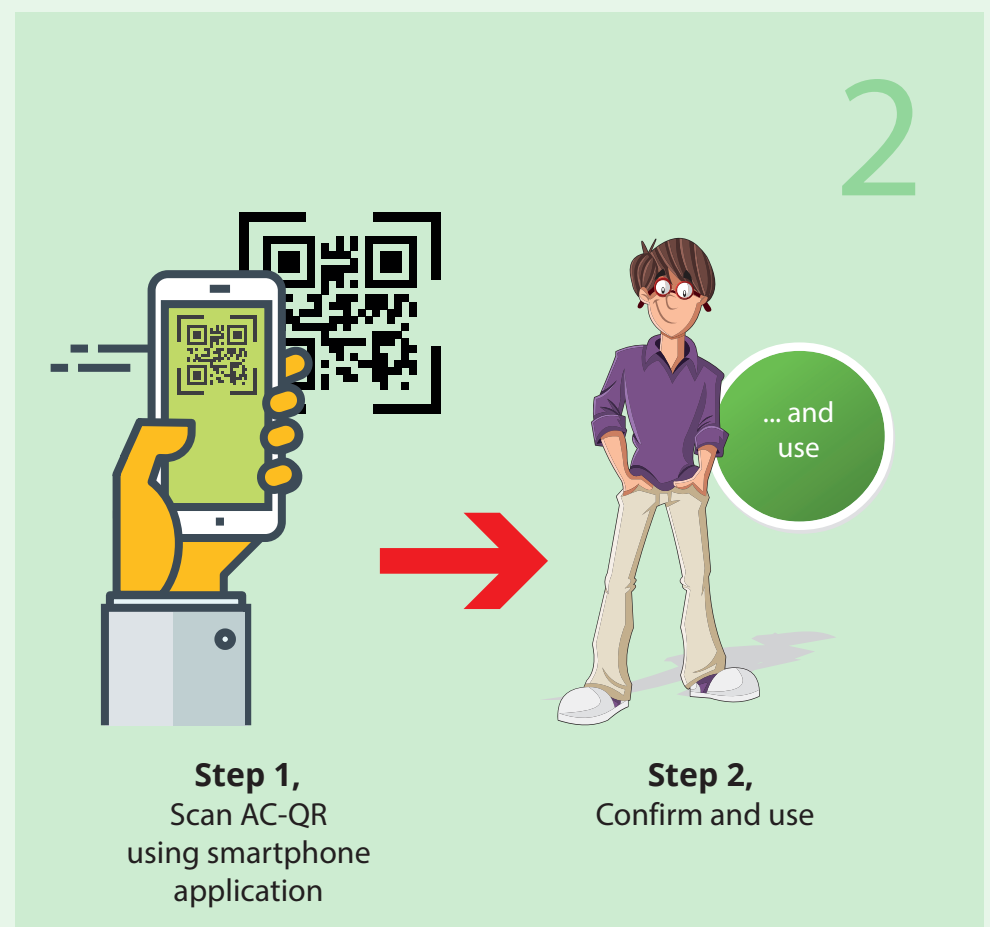 2
... and
use
Step 1,
Scan AC-QR
using smartphone
application
Step 2,
Confirm and use